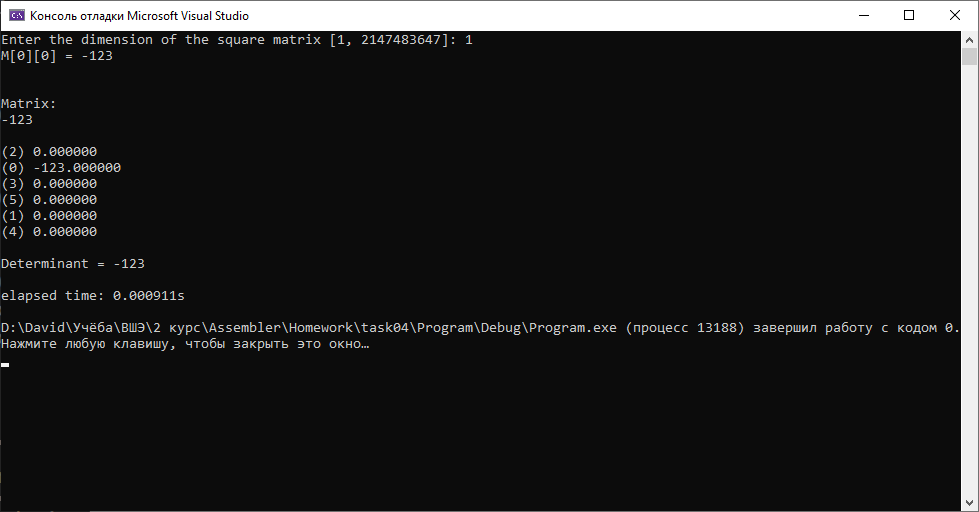 Консоль отладки Microsoft Visual Studio
Enter the dimension of the square matrix [1, 2147483647]: 1
M[0][0] = -123
Matrix:
-123
(2) 0.000000
(0) -123.000000
(3) 0.000000
(5) 0.000000
(1) 0.000000
(4) 0.000000
Determinant = -123
elapsed time: 0.000911s
D:\David\Учёба\ВШЭ\2 курс\Assembler\Homework\task04\Program\Debug\Program.exe (процесс 13188) завершил работу с кодом 0.
Нажмите любую клавишу, чтобы закрыть это окно…